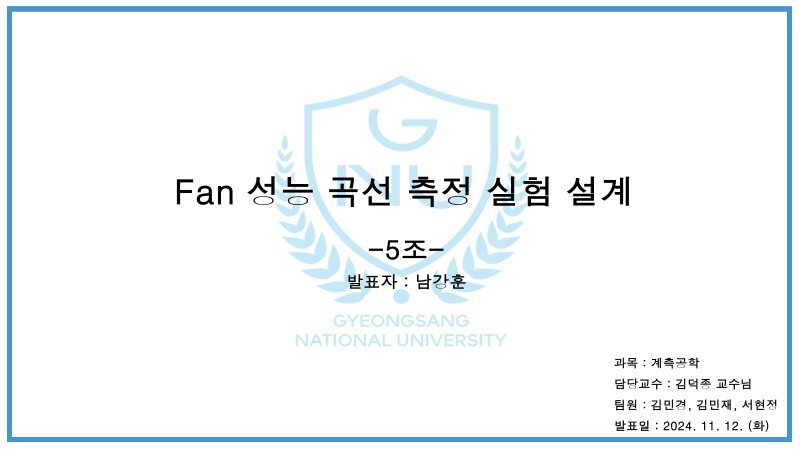 Fan 성능 곡선 측정 실험 설계
-5조-
발표자 : 남강훈
GNU
GYEONGSANG
NATIONAL UNIVERSITY
과목 : 계측공학
담당교수 : 김덕종 교수님
팀원 : 김민경, 김민재, 서현정
발표일 : 2024. 11. 12. (화)